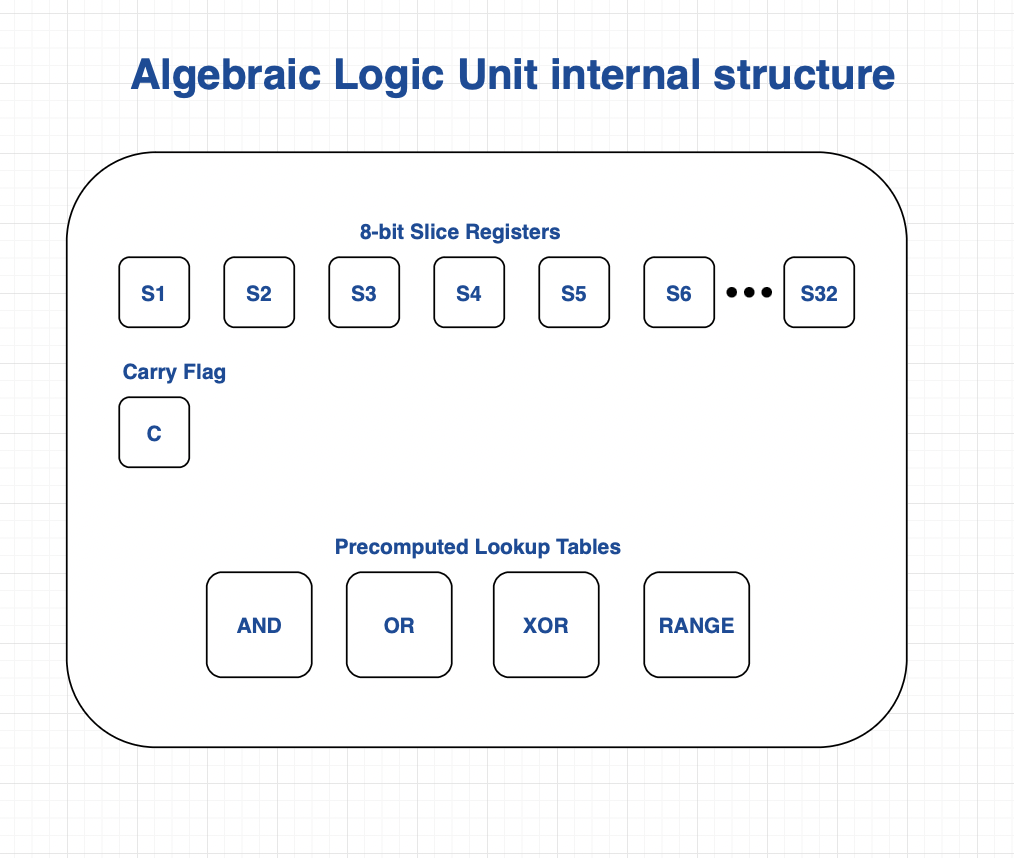 Algebraic Logic Unit internal structure
8-bit Slice Registers
S1 S2 S3 S4 S5 S6 S32
Carry Flag
C
Precomputed Lookup Tables
AND OR XOR RANGE